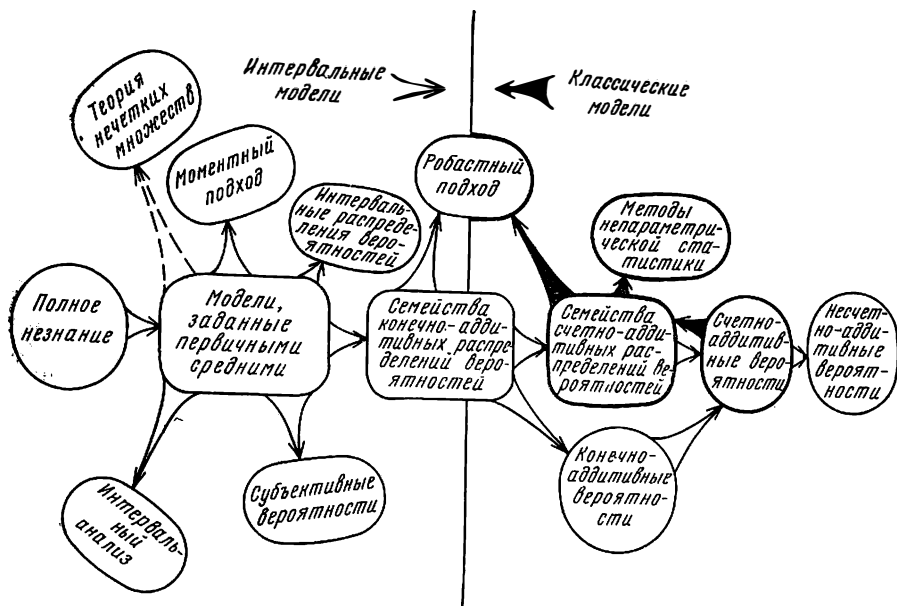 Интервальные
модели
Классические
модели
Теория
нечетких
множеств
Моментный
подход
Интерваль-
ные распреде-
ления веро-
ятностей
Робастный
подход
Методы
непараметри-
ческой ста-
тистики
Полное
незнание
Модели,
заданные
первичными
средними
Семейства
конечно-адди-
тивных распре-
делений веро-
ятностей
Семейства
счетно-адди-
тивных рас-
пределений ве-
роятностей
Счетно-
аддитив-
ные веро-
ятности
Несчет-
но-адди-
тивные
вероят-
ности
Интерваль-
ный
анализ
Субъективные
вероятности
Конечно-
аддитивные
вероятно-
сти